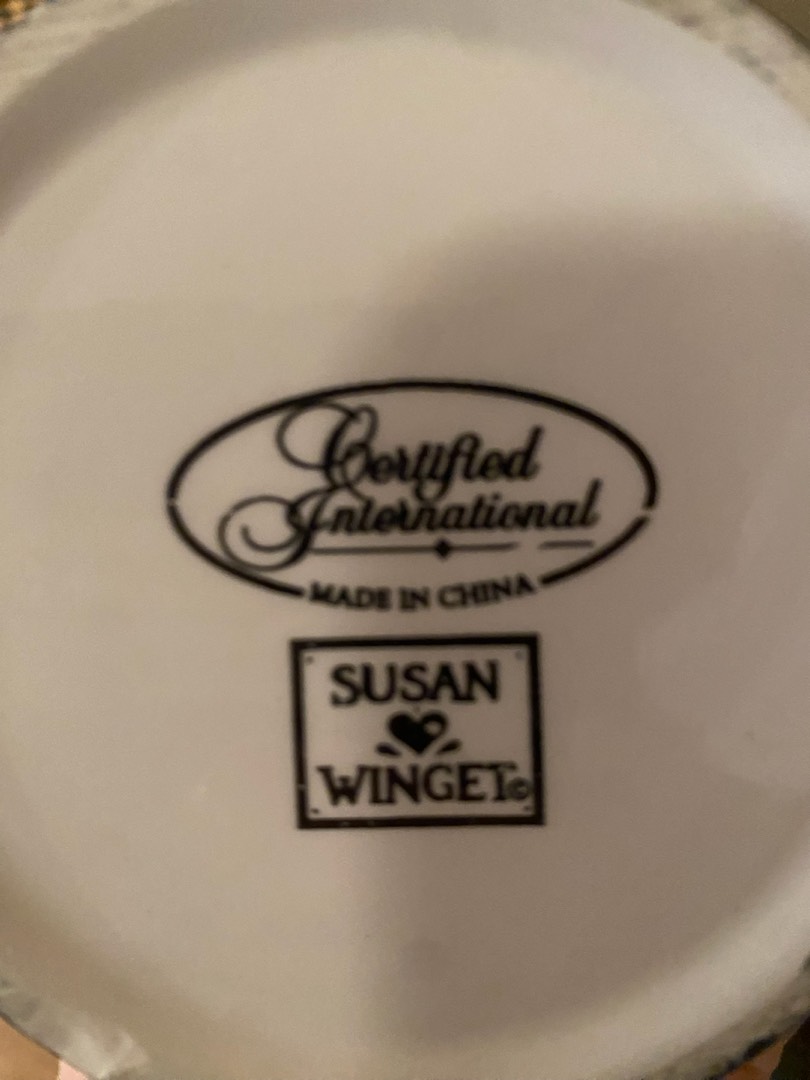 Certified
International
MADE IN CHINA
SUSAN
WINGET©